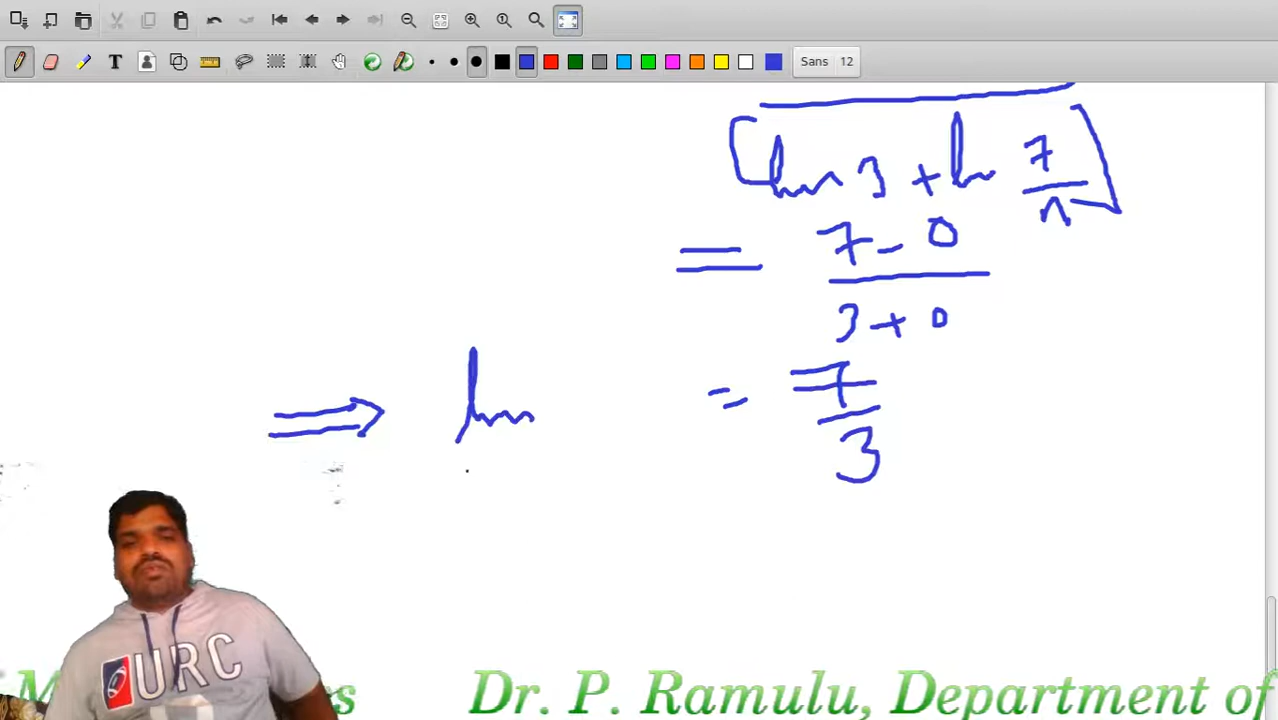 Sans 12
[lim 3 + lim 7/n]
= 7 - 0
3 + 0
⟹ lim = 7/3
URC
Dr. P. Ramulu, Department of